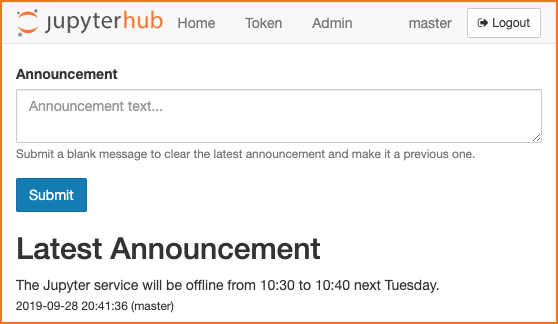 jupyterhub Home Token Admin master Logout
Announcement
Announcement text...
Submit a blank message to clear the latest announcement and make it a previous one.
Submit
Latest Announcement
The Jupyter service will be offline from 10:30 to 10:40 next Tuesday.
2019-09-28 20:41:36 (master)